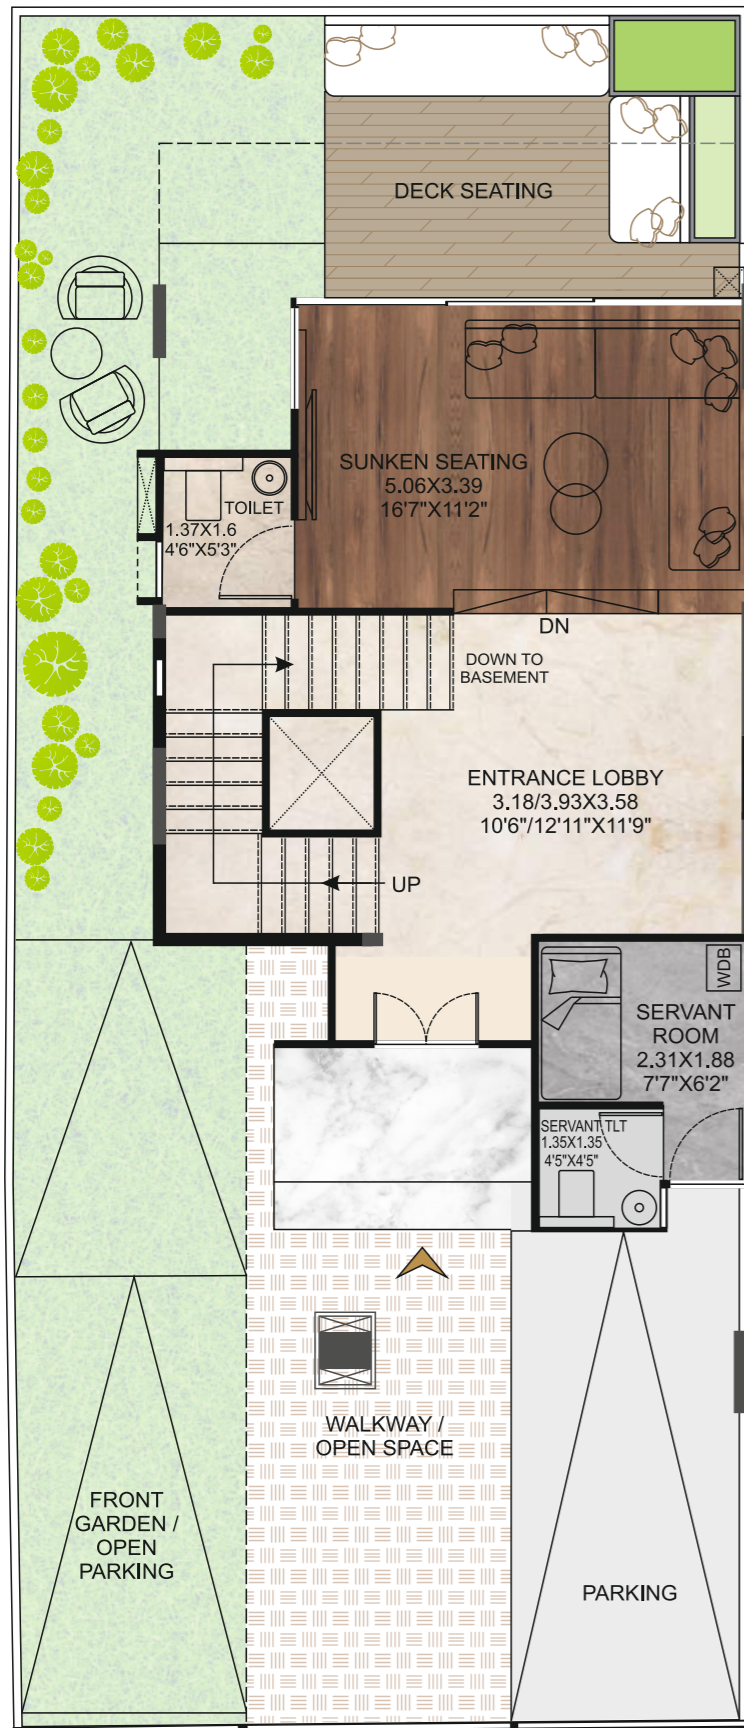 DECK SEATING
SUNKEN SEATING
5.06X3.39
16'7"X11'2"
TOILET
1.37X1.6
4'6"X5'3"
DN
DOWN TO
BASEMENT
ENTRANCE LOBBY
3.18/3.93X3.58
10'6"/12'11"X11'9"
UP
WDB
SERVANT
ROOM
2.31X1.88
7'7"X6'2"
SERVANT TLT
1.35X1.35
4'5"X4'5"
WALKWAY /
OPEN SPACE
FRONT
GARDEN /
OPEN
PARKING
PARKING